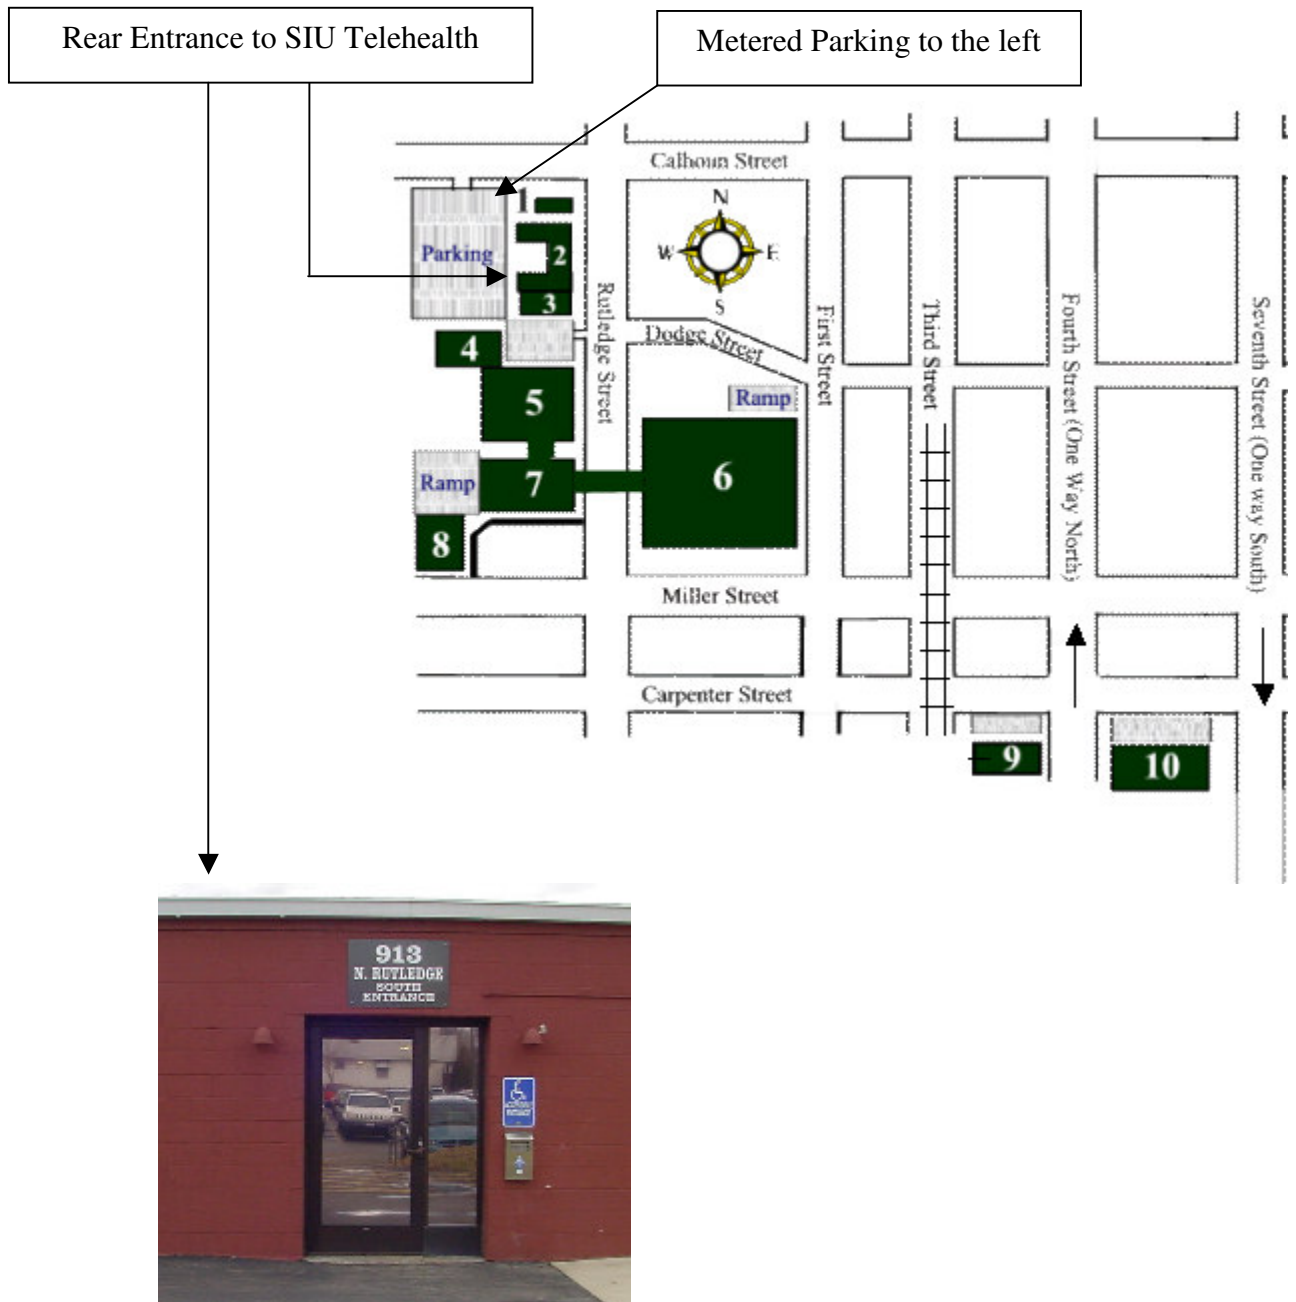 Rear Entrance to SIU Telehealth
Metered Parking to the left
Calhoun Street
N
W
E
S
1
Parking
2
3
Rutledge Street
Dodge Street
First Street
Third Street
Fourth Street (One Way North)
Seventh Street (One way South)
4
5
Ramp
6
Ramp
7
8
Miller Street
Carpenter Street
9
10
913
N. RUTLEDGE
SOUTH
ENTRANCE